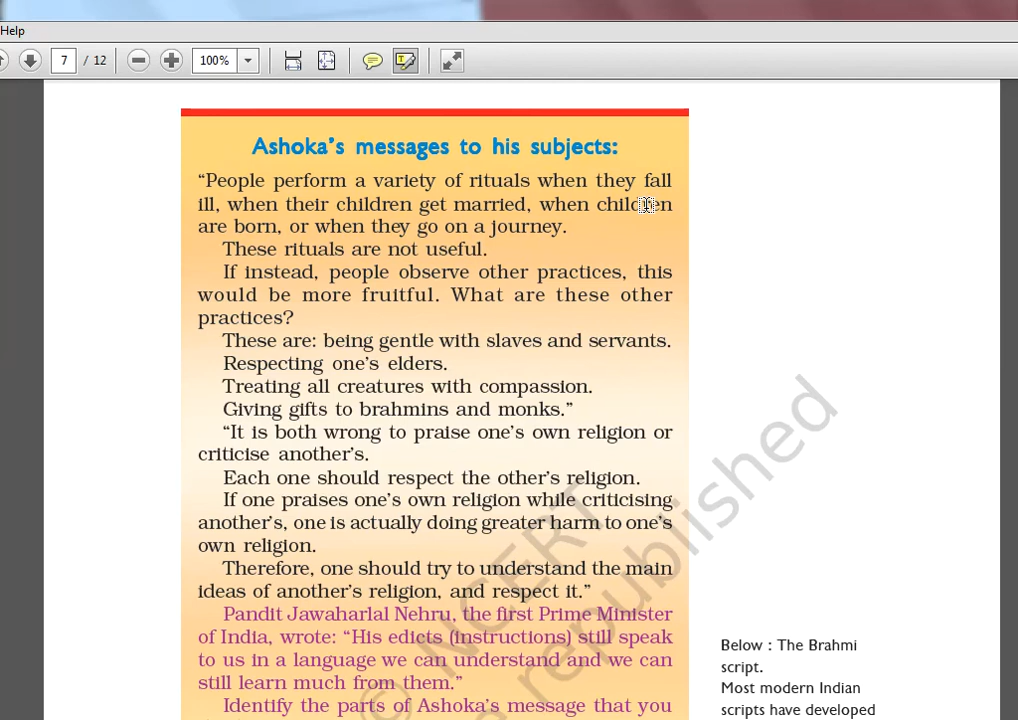 Help
7 / 12 100%
Ashoka's messages to his subjects:
“People perform a variety of rituals when they fall
ill, when their children get married, when children
are born, or when they go on a journey.
These rituals are not useful.
If instead, people observe other practices, this
would be more fruitful. What are these other
practices?
These are: being gentle with slaves and servants.
Respecting one’s elders.
Treating all creatures with compassion.
Giving gifts to brahmins and monks.”
“It is both wrong to praise one’s own religion or
criticise another’s.
Each one should respect the other’s religion.
If one praises one’s own religion while criticising
another’s, one is actually doing greater harm to one’s
own religion.
Therefore, one should try to understand the main
ideas of another’s religion, and respect it.”
Pandit Jawaharlal Nehru, the first Prime Minister
of India, wrote: “His edicts (instructions) still speak
to us in a language we can understand and we can
still learn much from them.”
Identify the parts of Ashoka’s message that you
Below : The Brahmi
script.
Most modern Indian
scripts have developed
© NCERT
republished